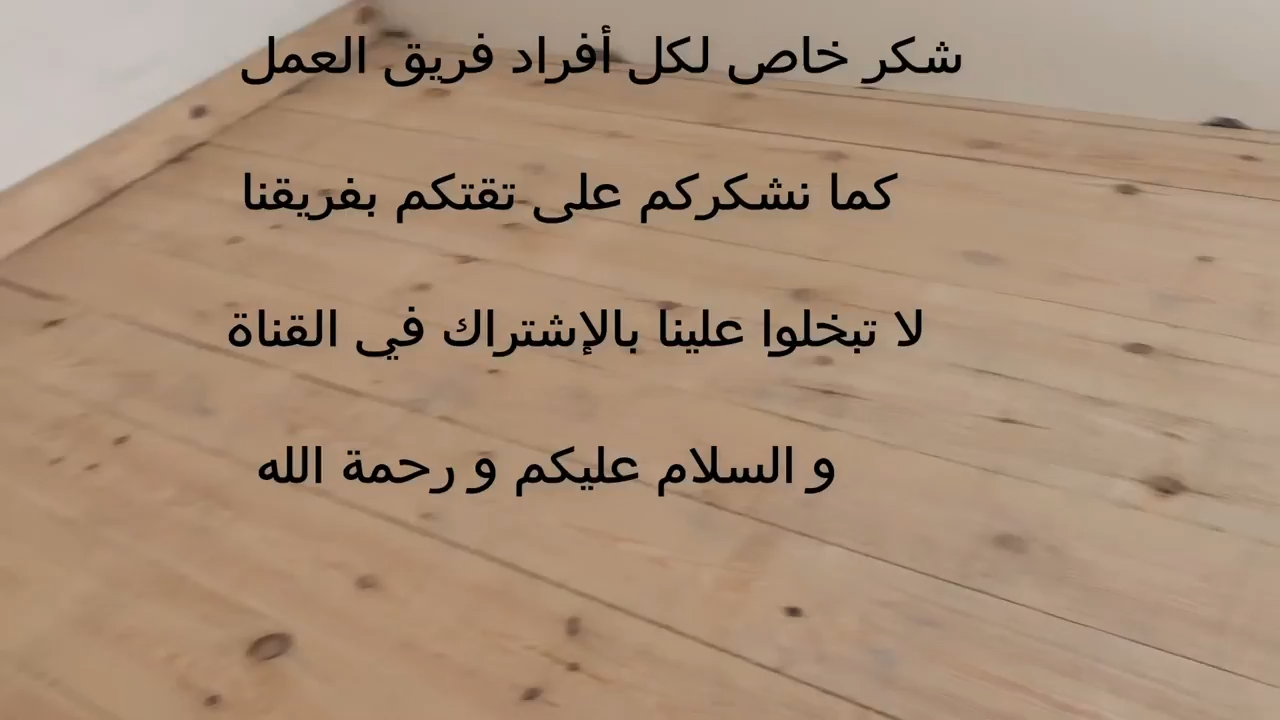 شكر خاص لكل أفراد فريق العمل
كما نشكركم على تقتكم بفريقنا
لا تبخلوا علينا بالإشتراك في القناة
و السلام عليكم و رحمة الله